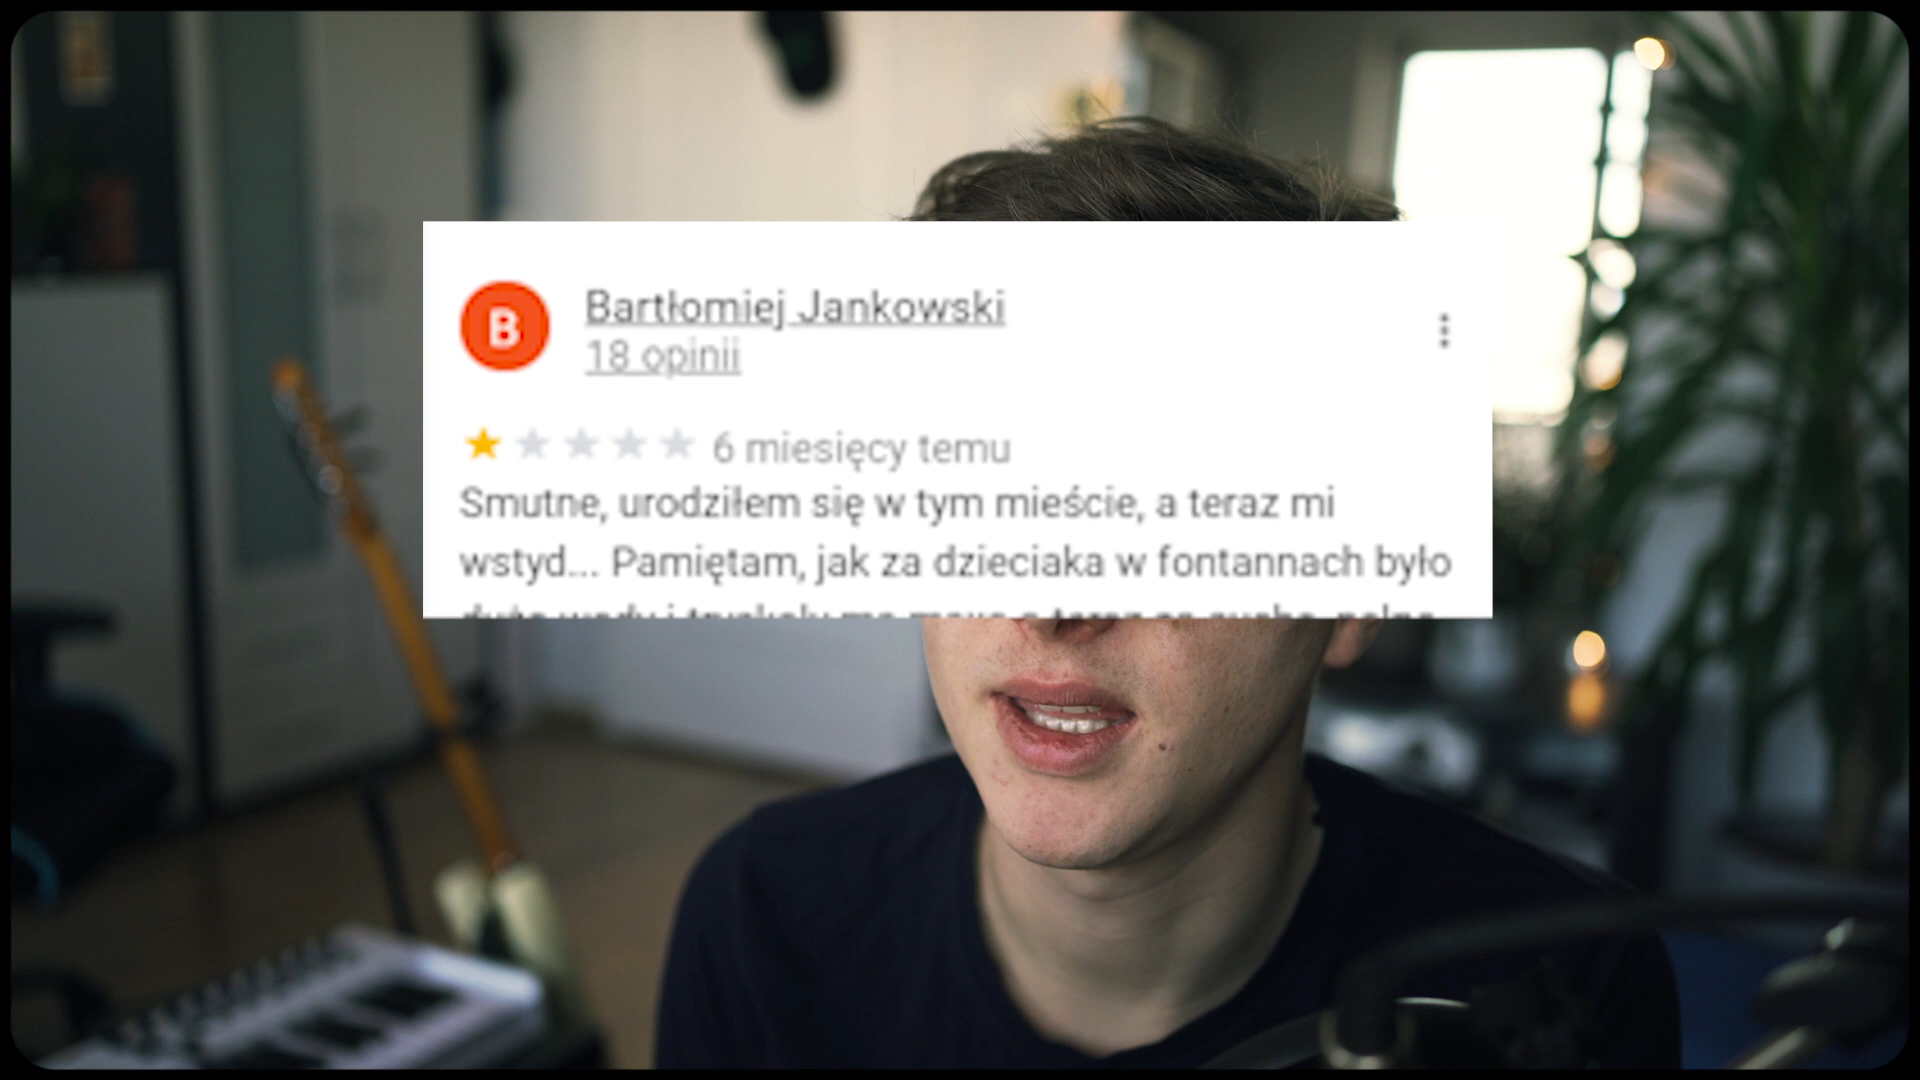 B
Bartłomiej Jankowski
18 opinii
6 miesięcy temu
Smutne, urodziłem się w tym mieście, a teraz mi
wstyd... Pamiętam, jak za dzieciaka w fontannach było